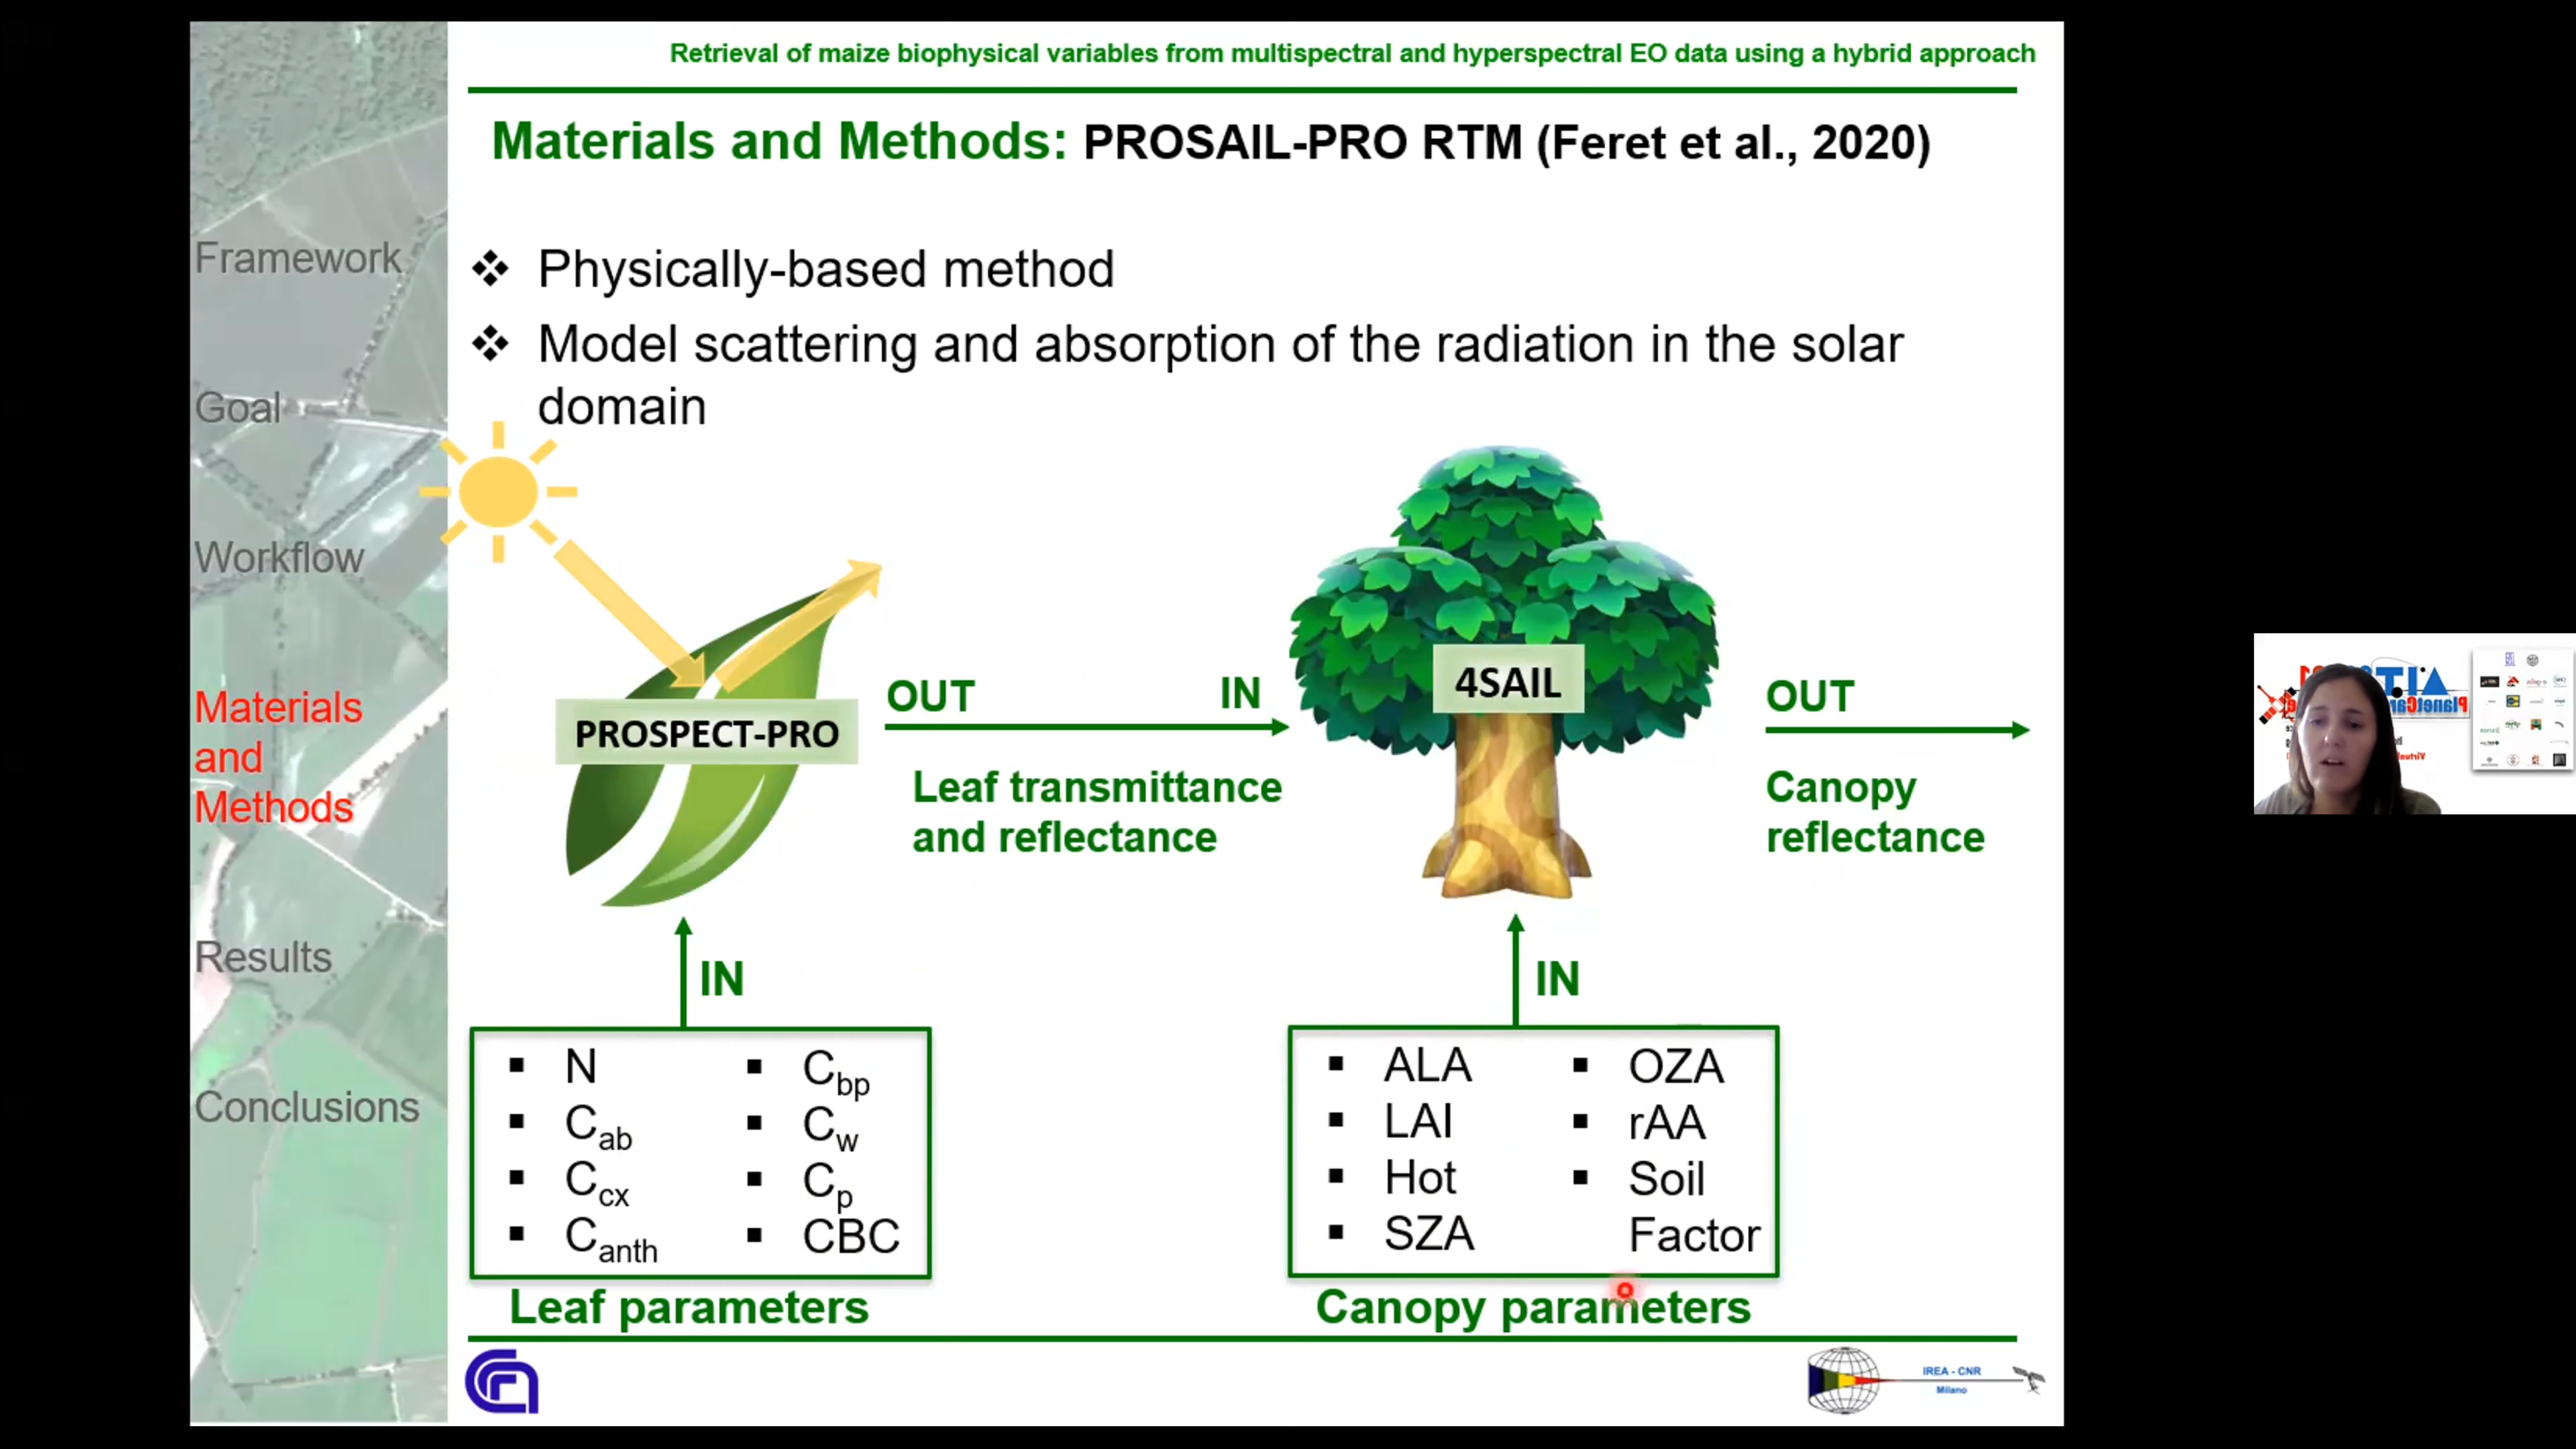 Retrieval of maize biophysical variables from multispectral and hyperspectral EO data using a hybrid approach
Materials and Methods: PROSAIL-PRO RTM (Feret et al., 2020)
Framework
Goal
Workflow
Materials
and
Methods
Results
Conclusions
❖ Physically-based method
❖ Model scattering and absorption of the radiation in the solar
domain
PROSPECT-PRO
OUT
IN
Leaf transmittance
and reflectance
4SAIL
OUT
Canopy
reflectance
IN
IN
▪ N
▪ Cab
▪ Ccx
▪ Canth
▪ Cbp
▪ Cw
▪ Cp
▪ CBC
Leaf parameters
▪ ALA
▪ LAI
▪ Hot
▪ SZA
▪ OZA
▪ rAA
▪ Soil
Factor
Canopy parameters
IREA - CNR
Milano